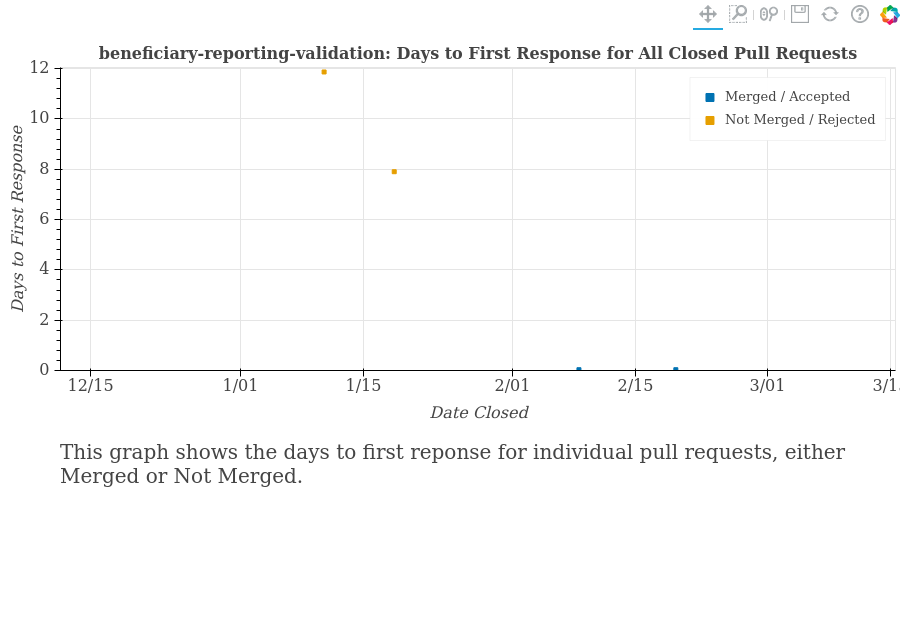 beneficiary-reporting-validation: Days to First Response for All Closed Pull Requests
12
10
8
6
4
2
0
Days to First Response
Merged / Accepted
Not Merged / Rejected
12/15
1/01
1/15
2/01
2/15
3/01
3/1
Date Closed
This graph shows the days to first reponse for individual pull requests, either
Merged or Not Merged.